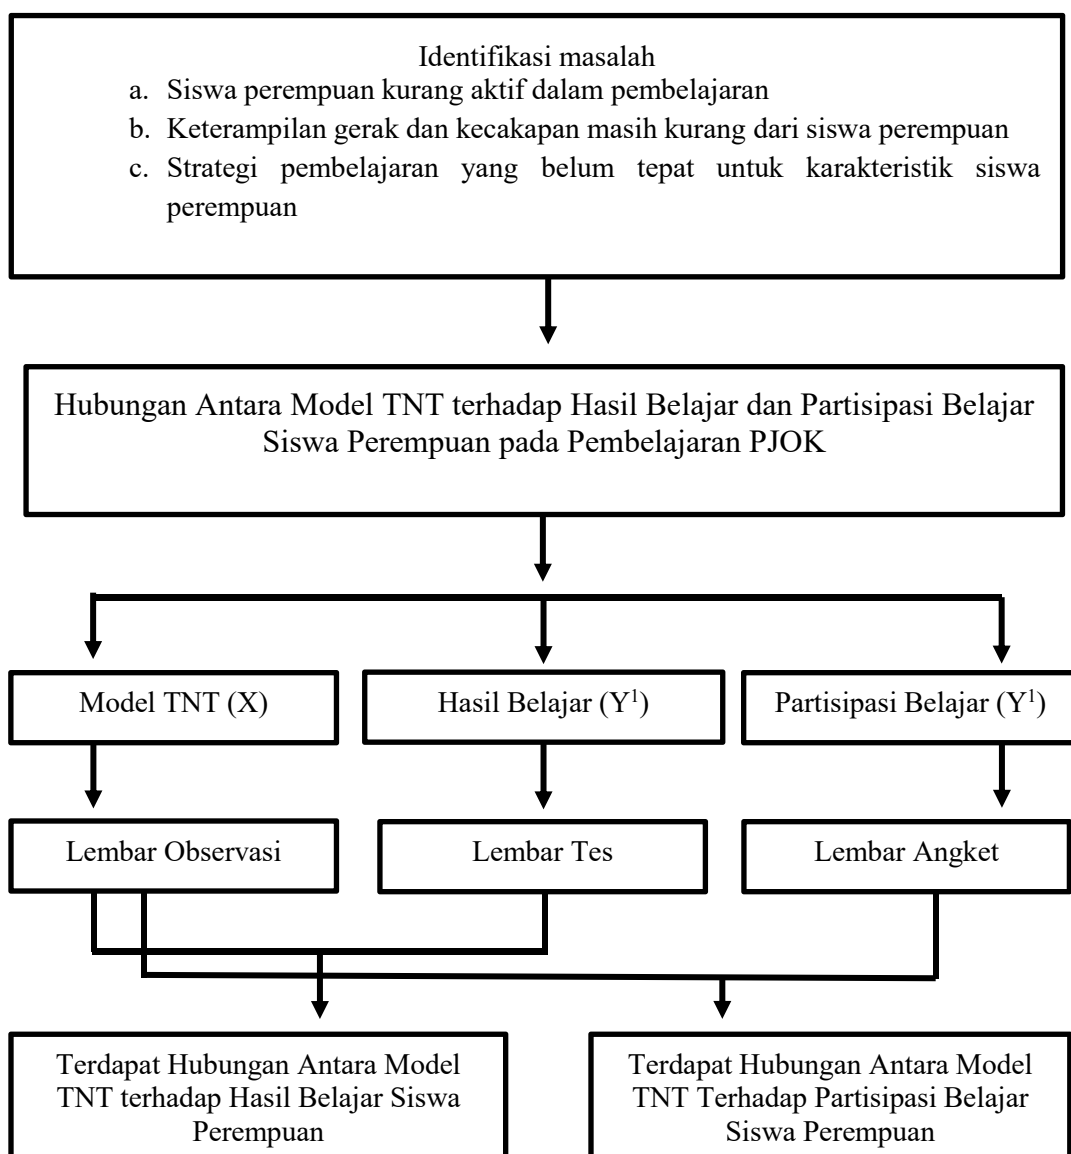 Identifikasi masalah
a. Siswa perempuan kurang aktif dalam pembelajaran
b. Keterampilan gerak dan kecakapan masih kurang dari siswa perempuan
c. Strategi pembelajaran yang belum tepat untuk karakteristik siswa
perempuan
Hubungan Antara Model TNT terhadap Hasil Belajar dan Partisipasi Belajar
Siswa Perempuan pada Pembelajaran PJOK
Model TNT (X)
Hasil Belajar (Y¹)
Partisipasi Belajar (Y¹)
Lembar Observasi
Lembar Tes
Lembar Angket
Terdapat Hubungan Antara Model
TNT terhadap Hasil Belajar Siswa
Perempuan
Terdapat Hubungan Antara Model
TNT Terhadap Partisipasi Belajar
Siswa Perempuan